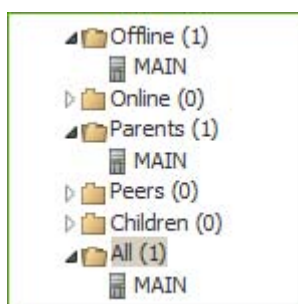 Offline (1)
MAIN
Online (0)
Parents (1)
MAIN
Peers (0)
Children (0)
All (1)
MAIN